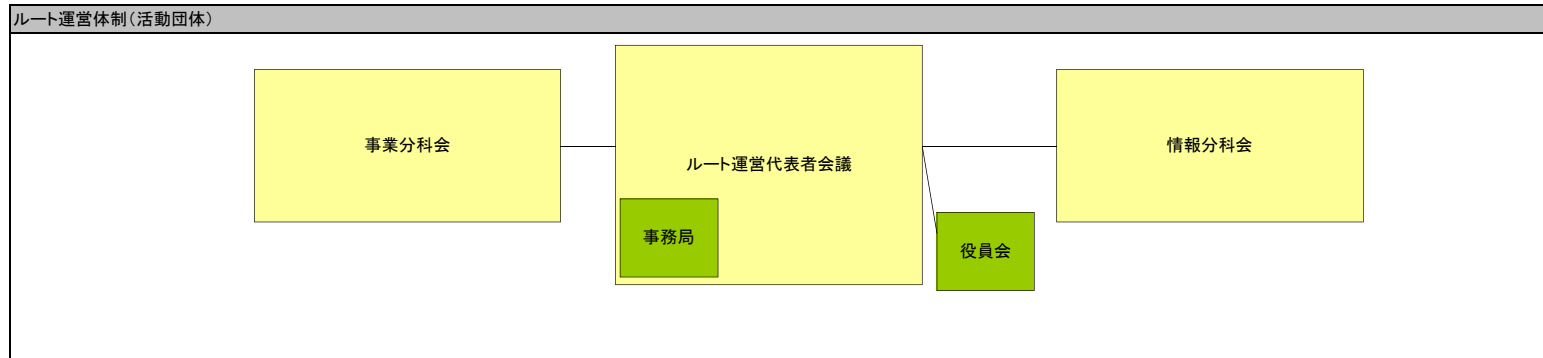 ルート運営体制(活動団体)
事業分科会
ルート運営代表者会議
情報分科会
事務局
役員会